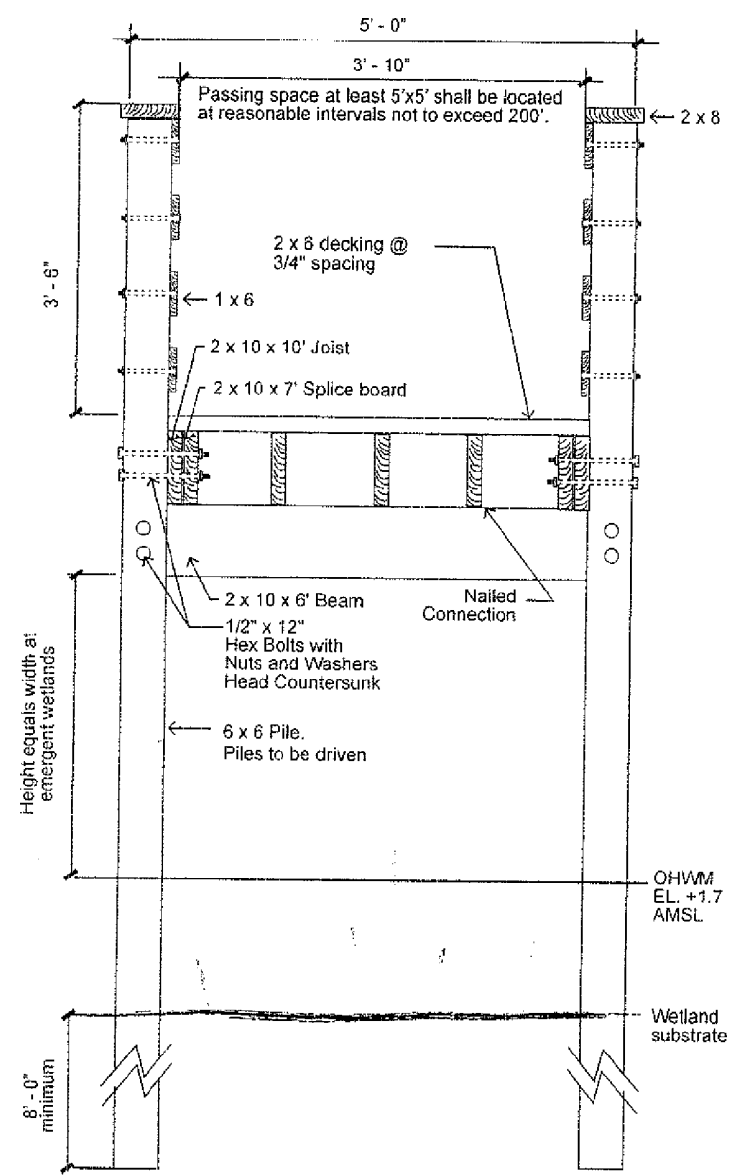 5' - 0"
3' - 10"
Passing space at least 5'x5' shall be located
at reasonable intervals not to exceed 200'.
2 x 8
2 x 6 decking @
3/4" spacing
3' - 6"
1 x 6
2 x 10 x 10' Joist
2 x 10 x 7' Splice board
2 x 10 x 6' Beam
Nailed
Connection
1/2" x 12"
Hex Bolts with
Nuts and Washers
Head Countersunk
Height equals width at
emergent wetlands
6 x 6 Pile.
Piles to be driven
OHWM
EL. +1.7
AMSL
Wetland
substrate
8' - 0"
minimum